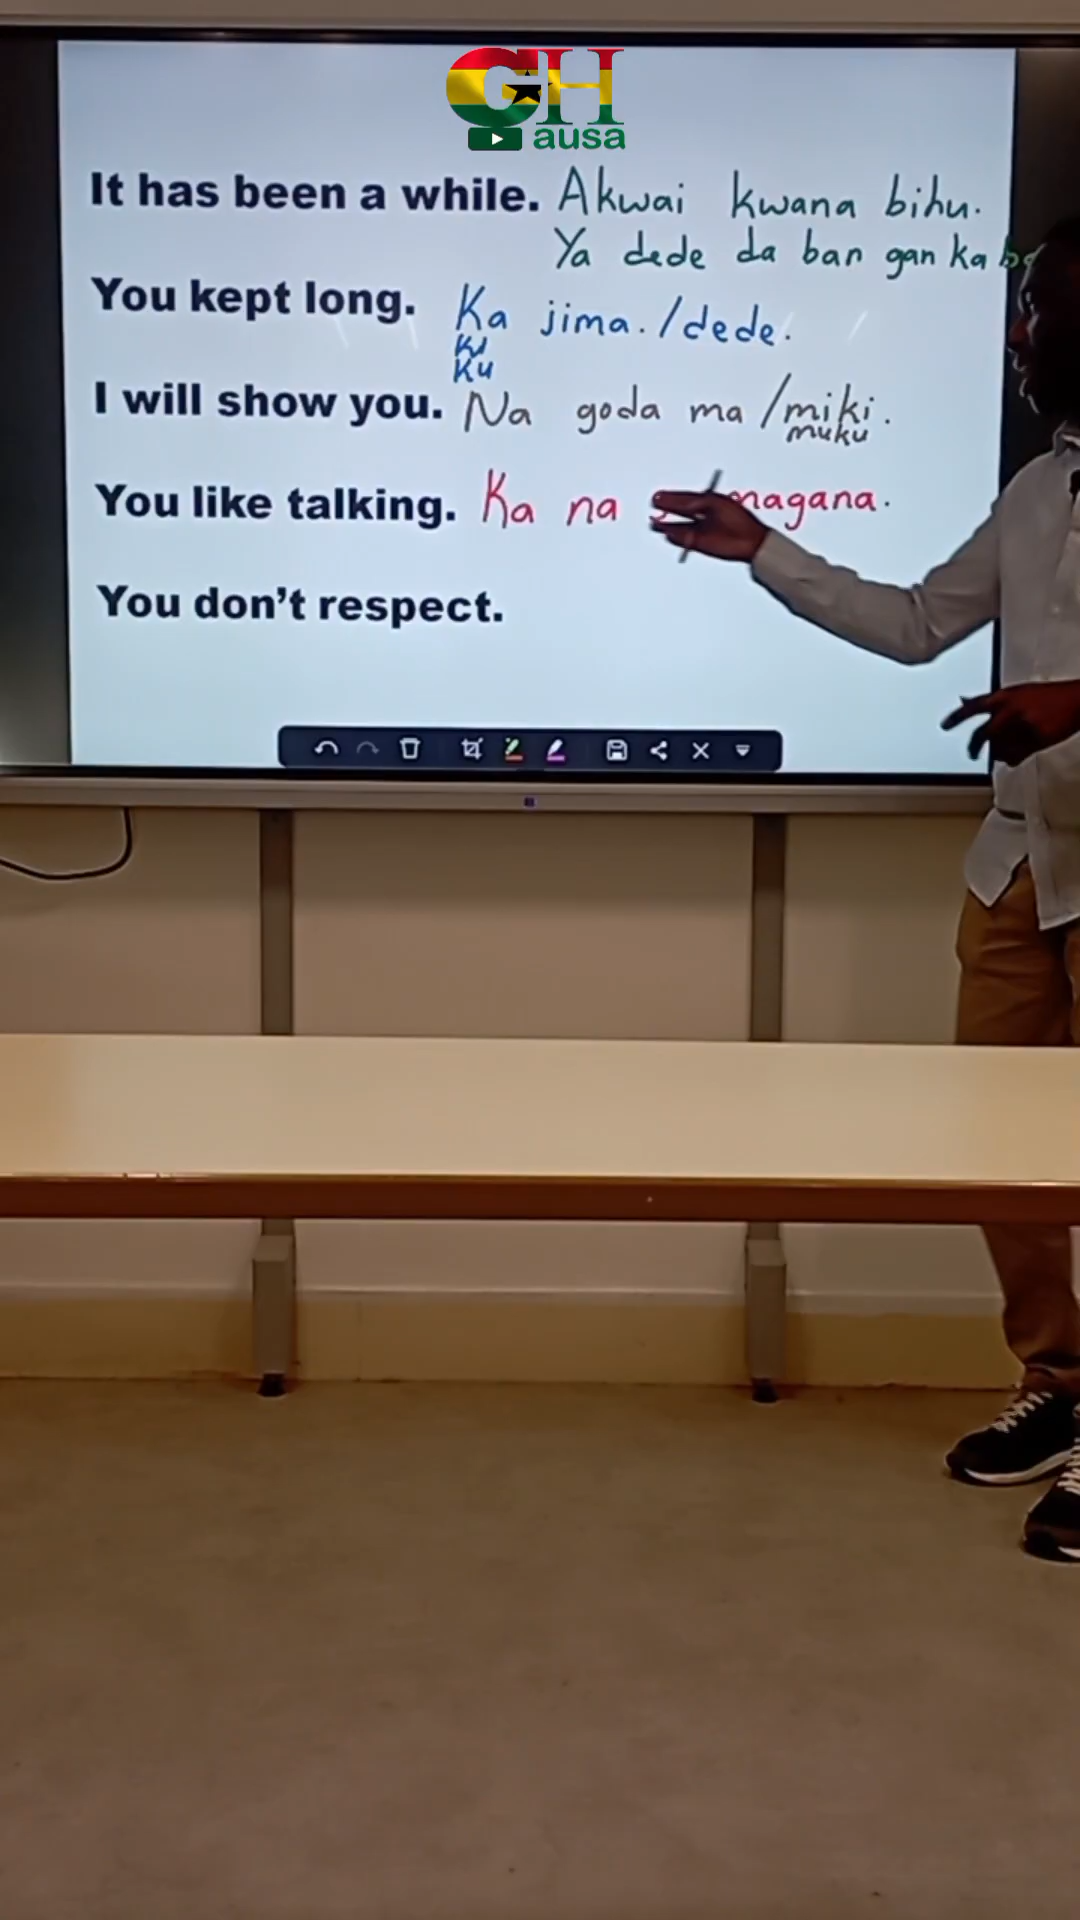 GH
ausa
It has been a while. Akwai kwana bihu.
Ya dede da ban gan ka
You kept long. Ka jima. / dede.
Ki
Ku
I will show you. Na goda ma / miki.
muku
You like talking. Ka na magana.
You don't respect.